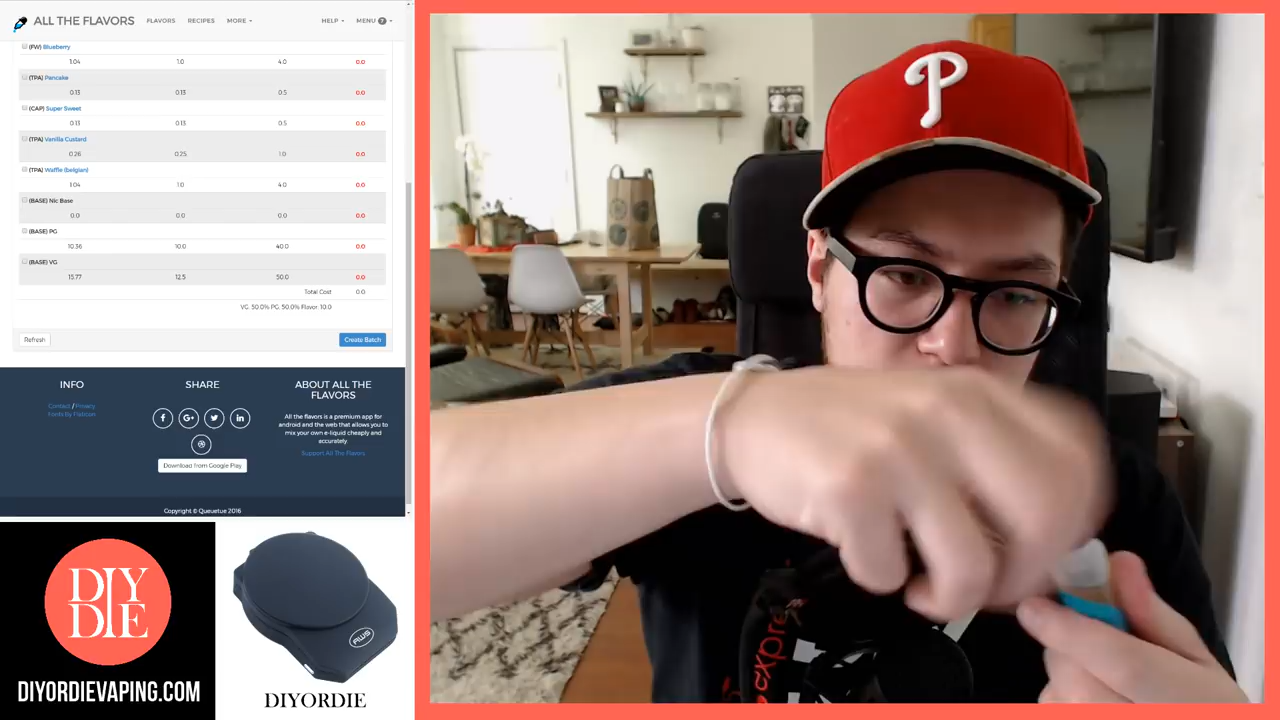 ALL THE FLAVORS FLAVORS RECIPES MORE HELP MENU ?
(FW) Blueberry
1.04 1.0 4.0 0.0
(TPA) Pancake
0.13 0.13 0.5 0.0
(CAP) Super Sweet
0.13 0.13 0.5 0.0
(TPA) Vanilla Custard
0.26 0.25 1.0 0.0
(TPA) Waffle (belgian)
1.04 1.0 4.0 0.0
(BASE) Nic Base
0.0 0.0 0.0 0.0
(BASE) PG
10.36 10.0 40.0 0.0
(BASE) VG
15.77 12.5 50.0 0.0
Total Cost 0.0
VG: 50.0% PG: 50.0% Flavor: 10.0
Refresh Create Batch
INFO
Contact / Privacy
Fonts By Flaticon
SHARE
f G+ in
Download from Google Play
ABOUT ALL THE
FLAVORS
All the flavors is a premium app for
android and the web that allows you to
mix your own e-liquid cheaply and
accurately.
Support All The Flavors
Copyright © Queuetue 2016
DIY
DIE
DIYORDIEVAPING.COM
AWS
DIYORDIE
P
cxpre